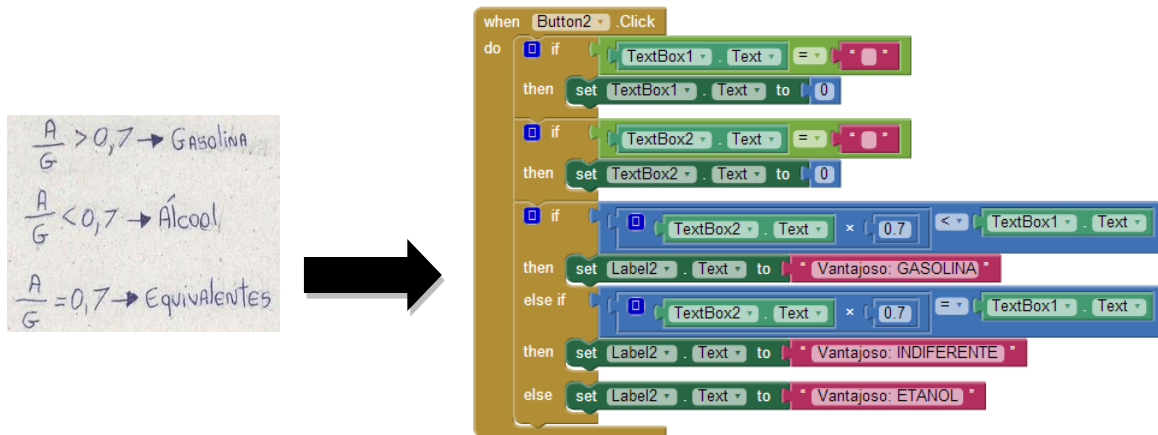 A/G > 0,7 → GASOLINA
A/G < 0,7 → Álcool
A/G = 0,7 → EQUIVALENTES
when Button2 .Click
do if TextBox1 . Text = " "
then set TextBox1 . Text to 0
if TextBox2 . Text = " "
then set TextBox2 . Text to 0
if TextBox2 . Text × 0.7 < TextBox1 . Text
then set Label2 . Text to " Vantajoso: GASOLINA "
else if TextBox2 . Text × 0.7 = TextBox1 . Text
then set Label2 . Text to " Vantajoso: INDIFERENTE "
else set Label2 . Text to " Vantajoso: ETANOL "